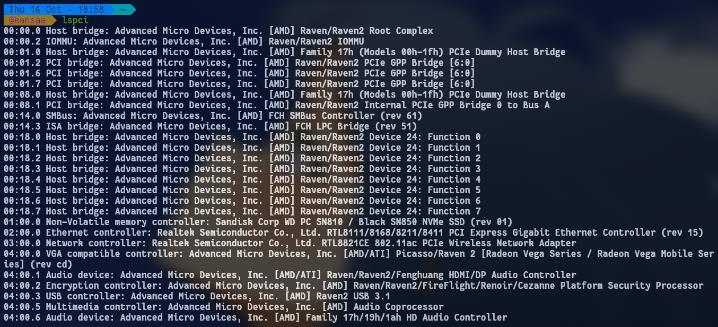 Thu 16 Oct - 18:58 ~
@kansas lspci
00:00.0 Host bridge: Advanced Micro Devices, Inc. [AMD] Raven/Raven2 Root Complex
00:00.2 IOMMU: Advanced Micro Devices, Inc. [AMD] Raven/Raven2 IOMMU
00:01.0 Host bridge: Advanced Micro Devices, Inc. [AMD] Family 17h (Models 00h-1fh) PCIe Dummy Host Bridge
00:01.2 PCI bridge: Advanced Micro Devices, Inc. [AMD] Raven/Raven2 PCIe GPP Bridge [6:0]
00:01.6 PCI bridge: Advanced Micro Devices, Inc. [AMD] Raven/Raven2 PCIe GPP Bridge [6:0]
00:01.7 PCI bridge: Advanced Micro Devices, Inc. [AMD] Raven/Raven2 PCIe GPP Bridge [6:0]
00:08.0 Host bridge: Advanced Micro Devices, Inc. [AMD] Family 17h (Models 00h-1fh) PCIe Dummy Host Bridge
00:08.1 PCI bridge: Advanced Micro Devices, Inc. [AMD] Raven/Raven2 Internal PCIe GPP Bridge 0 to Bus A
00:14.0 SMBus: Advanced Micro Devices, Inc. [AMD] FCH SMBus Controller (rev 61)
00:14.3 ISA bridge: Advanced Micro Devices, Inc. [AMD] FCH LPC Bridge (rev 51)
00:18.0 Host bridge: Advanced Micro Devices, Inc. [AMD] Raven/Raven2 Device 24: Function 0
00:18.1 Host bridge: Advanced Micro Devices, Inc. [AMD] Raven/Raven2 Device 24: Function 1
00:18.2 Host bridge: Advanced Micro Devices, Inc. [AMD] Raven/Raven2 Device 24: Function 2
00:18.3 Host bridge: Advanced Micro Devices, Inc. [AMD] Raven/Raven2 Device 24: Function 3
00:18.4 Host bridge: Advanced Micro Devices, Inc. [AMD] Raven/Raven2 Device 24: Function 4
00:18.5 Host bridge: Advanced Micro Devices, Inc. [AMD] Raven/Raven2 Device 24: Function 5
00:18.6 Host bridge: Advanced Micro Devices, Inc. [AMD] Raven/Raven2 Device 24: Function 6
00:18.7 Host bridge: Advanced Micro Devices, Inc. [AMD] Raven/Raven2 Device 24: Function 7
01:00.0 Non-Volatile memory controller: Sandisk Corp WD PC SN810 / Black SN850 NVMe SSD (rev 01)
02:00.0 Ethernet controller: Realtek Semiconductor Co., Ltd. RTL8111/8168/8211/8411 PCI Express Gigabit Ethernet Controller (rev 15)
03:00.0 Network controller: Realtek Semiconductor Co., Ltd. RTL8821CE 802.11ac PCIe Wireless Network Adapter
04:00.0 VGA compatible controller: Advanced Micro Devices, Inc. [AMD/ATI] Picasso/Raven 2 [Radeon Vega Series / Radeon Vega Mobile Ser
ies] (rev cd)
04:00.1 Audio device: Advanced Micro Devices, Inc. [AMD/ATI] Raven/Raven2/Fenghuang HDMI/DP Audio Controller
04:00.2 Encryption controller: Advanced Micro Devices, Inc. [AMD] Raven/Raven2/FireFlight/Renoir/Cezanne Platform Security Processor
04:00.3 USB controller: Advanced Micro Devices, Inc. [AMD] Raven2 USB 3.1
04:00.5 Multimedia controller: Advanced Micro Devices, Inc. [AMD] Audio Coprocessor
04:00.6 Audio device: Advanced Micro Devices, Inc. [AMD] Family 17h/19h/1ah HD Audio Controller